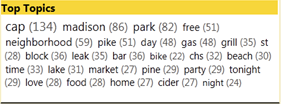 Top Topics
cap (134) madison (86) park (82) free (51)
neighborhood (59) pike (51) day (48) gas (48) grill (35) st
(28) block (36) leak (35) bar (36) bike (22) chs (32) beach (30)
time (33) lake (31) market (27) pine (29) party (29) tonight
(29) love (28) food (28) home (27) cider (27) night (24)